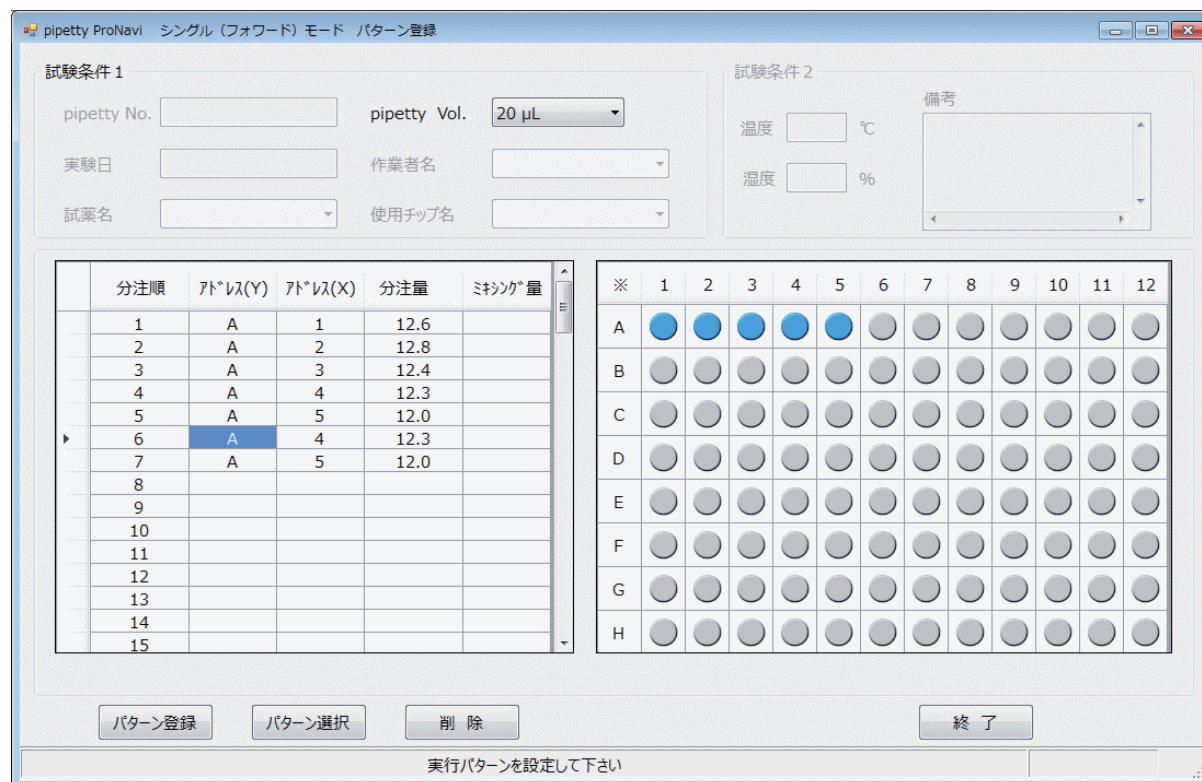 pipetty ProNavi シングル（フォワード）モード パターン登録
試験条件１ 試験条件２
pipetty No. pipetty Vol. 20 µL 温度 ℃ 備考
実験日 作業者名 湿度 %
試薬名 使用チップ名
分注順 ｱﾄﾞﾚｽ(Y) ｱﾄﾞﾚｽ(X) 分注量 ﾐｷｼﾝｸﾞ量
1 A 1 12.6
2 A 2 12.8
3 A 3 12.4
4 A 4 12.3
5 A 5 12.0
6 A 4 12.3
7 A 5 12.0
8
9
10
11
12
13
14
15
※ 1 2 3 4 5 6 7 8 9 10 11 12
A
B
C
D
E
F
G
H
パターン登録 パターン選択 削 除 終 了
実行パターンを設定して下さい